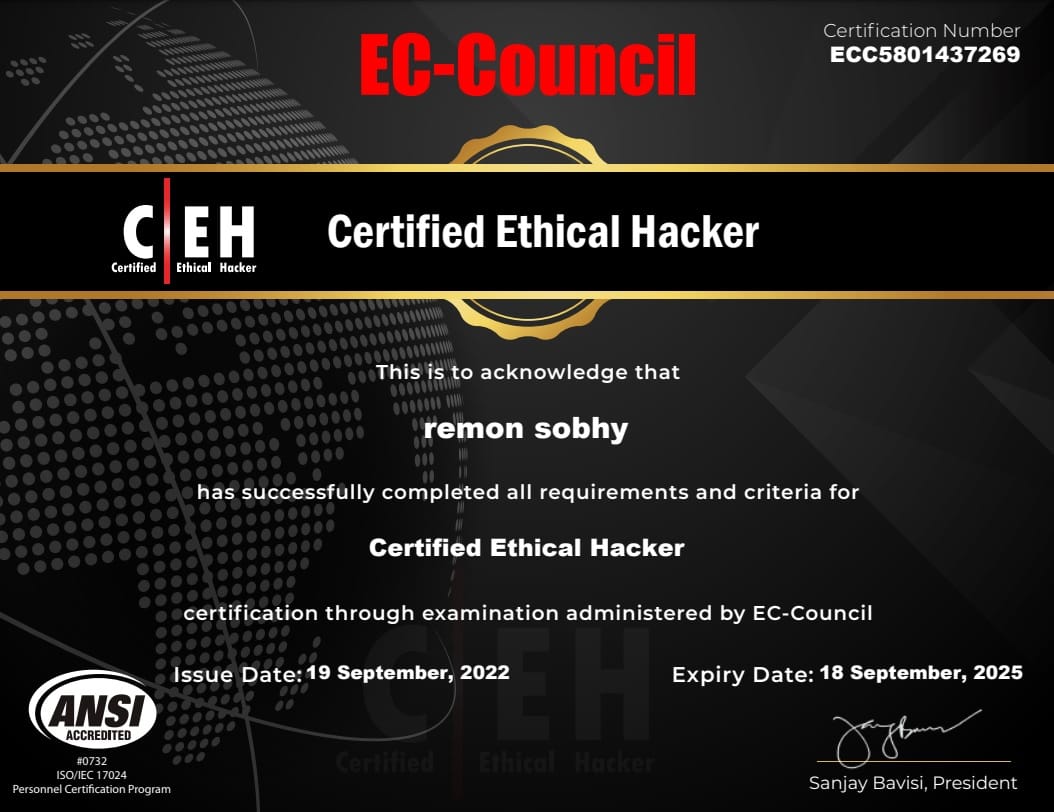 EC-Council
Certification Number
ECC5801437269
C EH
Certified Ethical Hacker
Certified Ethical Hacker
This is to acknowledge that
remon sobhy
has successfully completed all requirements and criteria for
Certified Ethical Hacker
certification through examination administered by EC-Council
Issue Date: 19 September, 2022
Expiry Date: 18 September, 2025
C EH
Certified Ethical Hacker
ANSI
ACCREDITED
#0732
ISO/IEC 17024
Personnel Certification Program
Sanjay Bavisi, President